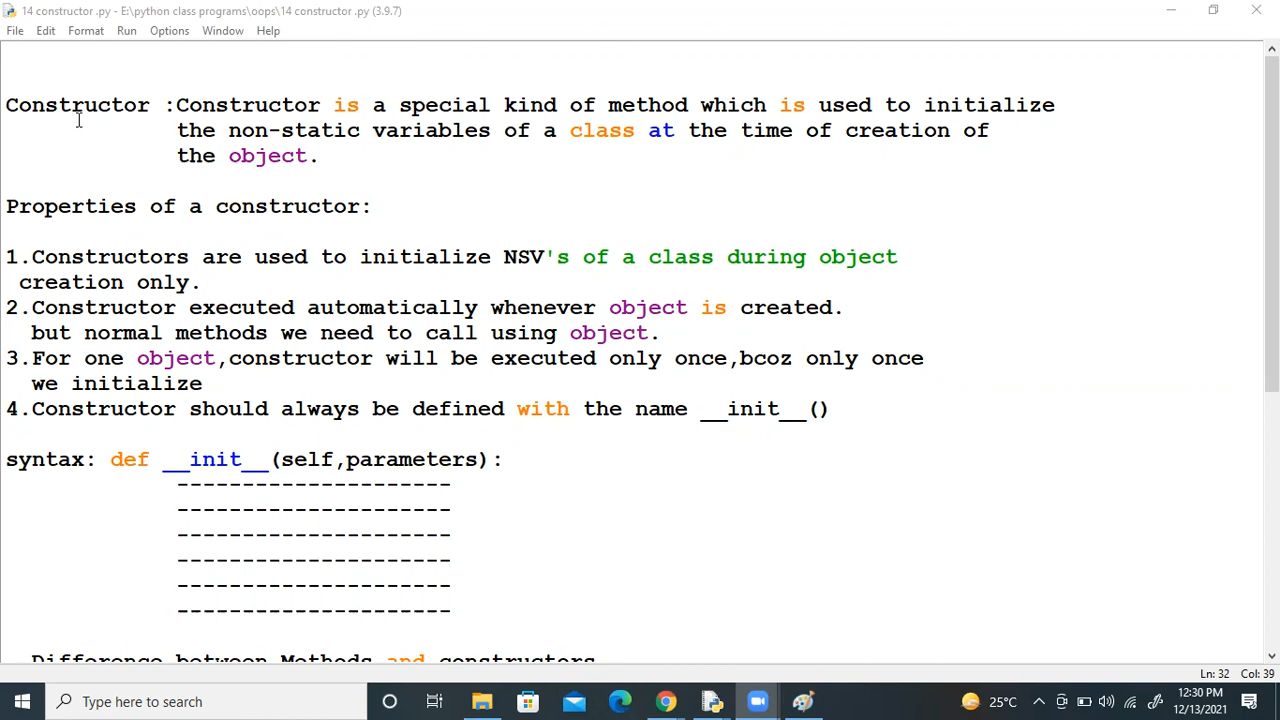 14 constructor .py - E:\python class programs\oops\14 constructor .py (3.9.7)
File Edit Format Run Options Window Help
Constructor :Constructor is a special kind of method which is used to initialize
the non-static variables of a class at the time of creation of
the object.
Properties of a constructor:
1.Constructors are used to initialize NSV's of a class during object
creation only.
2.Constructor executed automatically whenever object is created.
but normal methods we need to call using object.
3.For one object,constructor will be executed only once,bcoz only once
we initialize
4.Constructor should always be defined with the name __init__()
syntax: def __init__(self,parameters):
---------------------
---------------------
---------------------
---------------------
---------------------
---------------------
Difference between Methods and constructors
Ln: 32 Col: 39
Type here to search
25°C
12:30 PM
12/13/2021